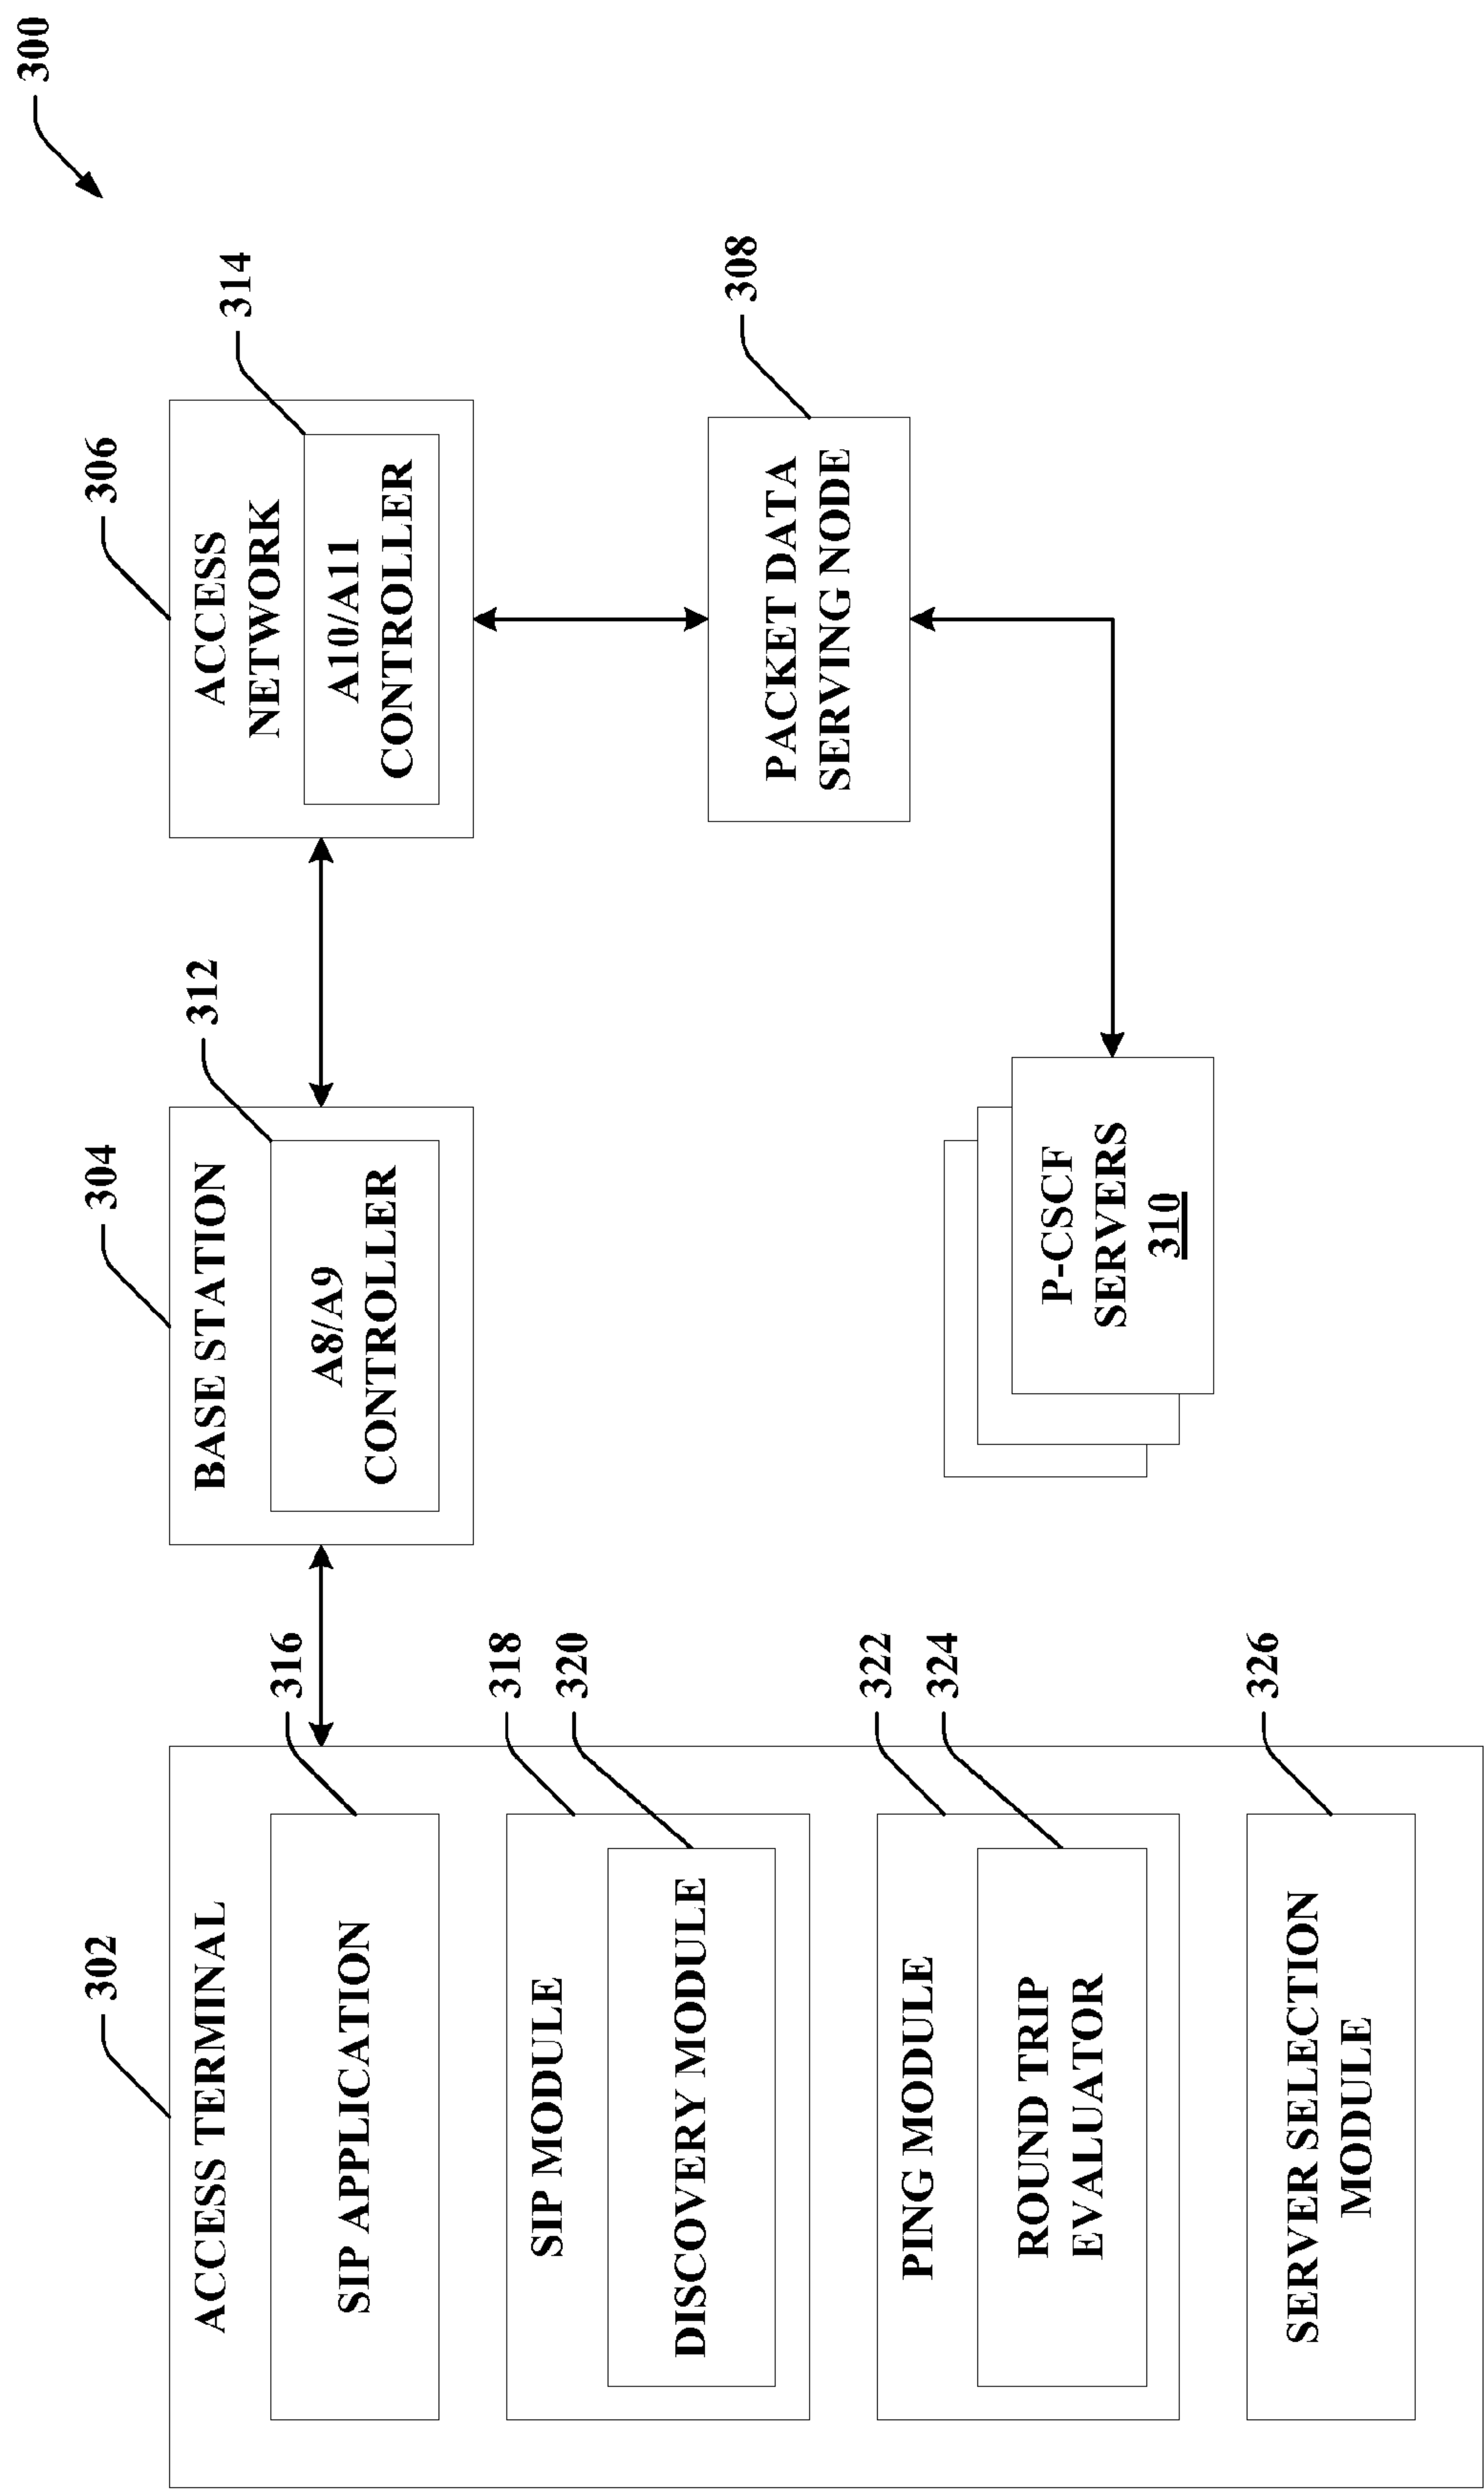 300
302
ACCESS TERMINAL
316
SIP APPLICATION
318
SIP MODULE
320
DISCOVERY MODULE
322
PING MODULE
324
ROUND TRIP
EVALUATOR
326
SERVER SELECTION
MODULE
304
BASE STATION
312
A8/A9
CONTROLLER
306
ACCESS
NETWORK
314
A10/A11
CONTROLLER
308
PACKET DATA
SERVING NODE
P-CSCF
SERVERS
310